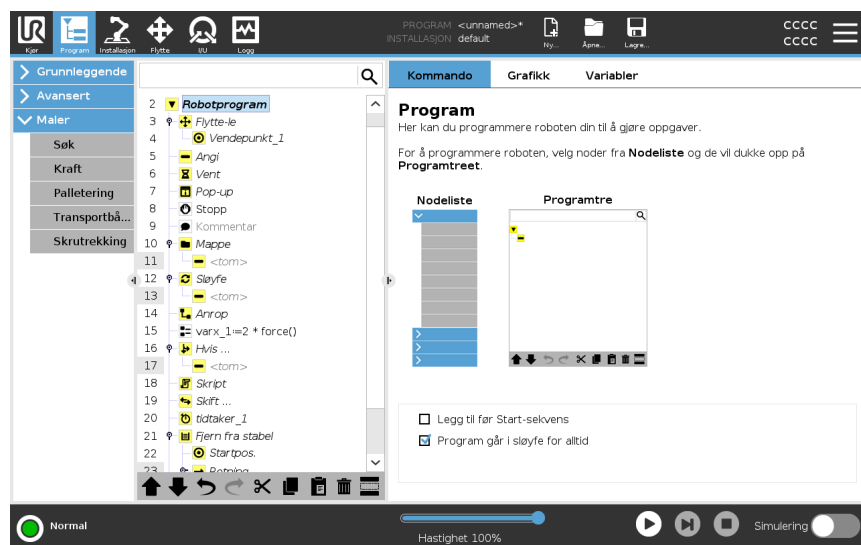 PROGRAM <unnamed>*
INSTALLASJON default
Kjør
Program
Installasjon
Flytte
I/U
Logg
Ny...
Åpne...
Lagre...
CCCC
CCCC
Grunnleggende
Avansert
Maler
Søk
Kraft
Palletering
Transportbå...
Skrutrekking
2 Robotprogram
3 Flytte-le
4 Vendepunkt_1
5 Angi
6 Vent
7 Pop-up
8 Stopp
9 Kommentar
10 Mappe
11 <tom>
12 Sløyfe
13 <tom>
14 Anrop
15 varx_1:=2 * force()
16 Hvis ...
17 <tom>
18 Skript
19 Skift ...
20 tidtaker_1
21 Fjern fra stabel
22 Startpos.
23 Retning
Kommando
Grafikk
Variabler
Program
Her kan du programmere roboten din til å gjøre oppgaver.
For å programmere roboten, velg noder fra Nodeliste og de vil dukke opp på
Programtreet.
Nodeliste
Programtre
Legg til før Start-sekvens
Program går i sløyfe for alltid
Normal
Hastighet 100%
Simulering